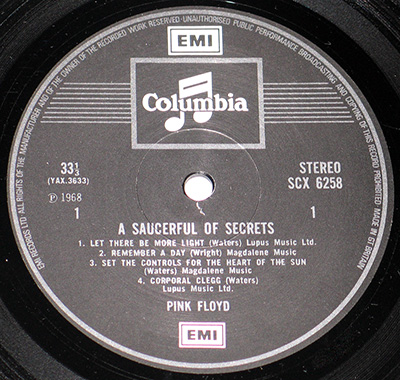 EMI RECORDS LTD ALL RIGHTS OF THE MANUFACTURER AND OF THE OWNER OF THE RECORDED WORK RESERVED UNAUTHORISED PUBLIC PERFORMANCE BROADCASTING AND COPYING OF THIS RECORD PROHIBITED MADE IN GT BRITAIN
EMI
Columbia
33⅓
(YAX.3633)
STEREO
SCX 6258
℗ 1968
1
1
A SAUCERFUL OF SECRETS
1. LET THERE BE MORE LIGHT (Waters) Lupus Music Ltd.
2. REMEMBER A DAY (Wright) Magdalene Music
3. SET THE CONTROLS FOR THE HEART OF THE SUN
(Waters) Magdalene Music
4. CORPORAL CLEGG (Waters)
Lupus Music Ltd.
PINK FLOYD
EMI